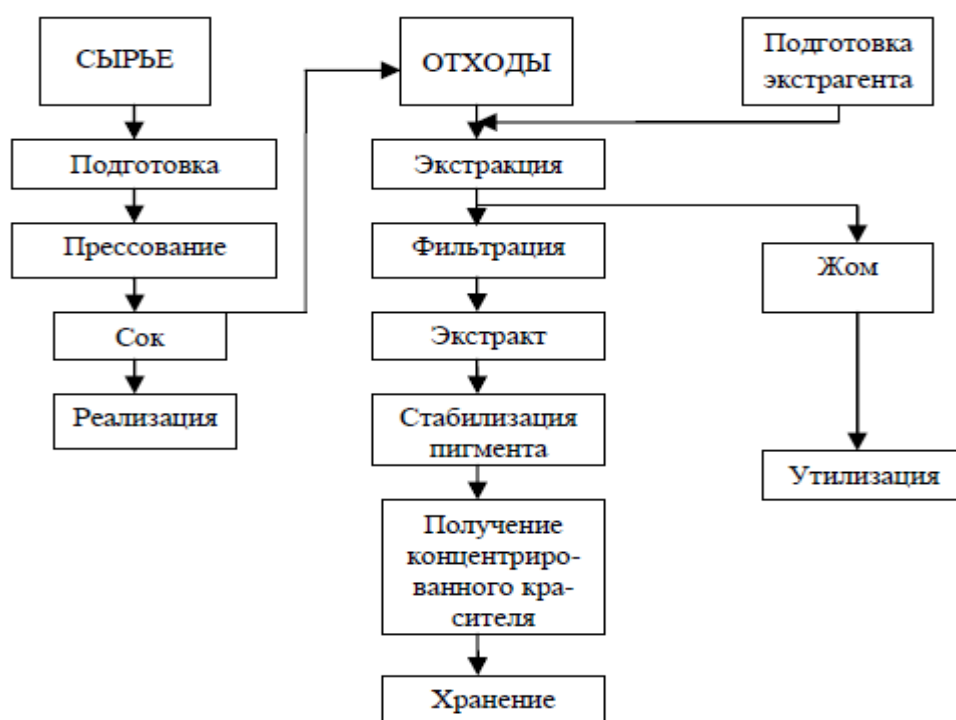 СЫРЬЕ
Подготовка
Прессование
Сок
Реализация
ОТХОДЫ
Экстракция
Фильтрация
Экстракт
Стабилизация
пигмента
Получение
концентриро-
ванного кра-
сителя
Хранение
Подготовка
экстрагента
Жом
Утилизация